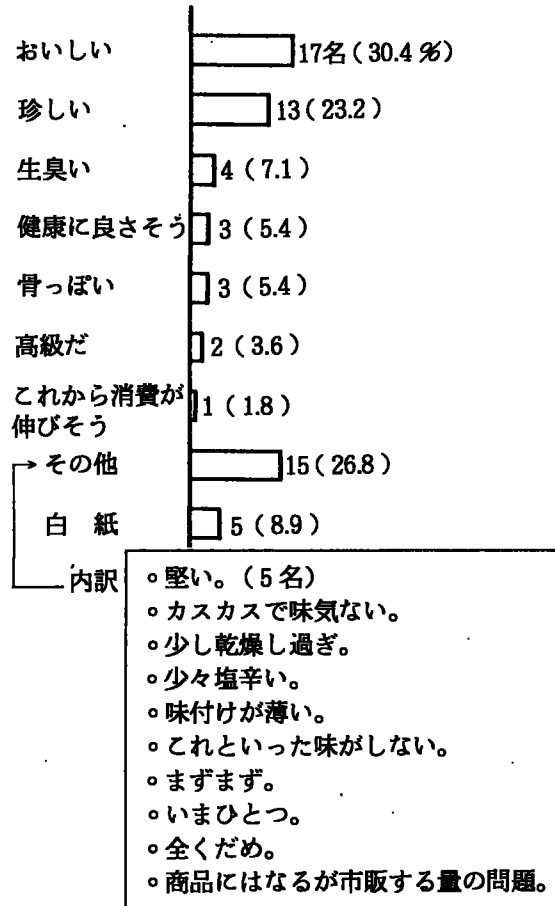 おいしい 17名(30.4%)
珍しい 13(23.2)
生臭い 4(7.1)
健康に良さそう 3(5.4)
骨っぽい 3(5.4)
高級だ 2(3.6)
これから消費が
伸びそう 1(1.8)
その他 15(26.8)
白 紙 5(8.9)
内訳
∘堅い。(5名)
∘カスカスで味気ない。
∘少し乾燥し過ぎ。
∘少々塩辛い。
∘味付けが薄い。
∘これといった味がしない。
∘まずまず。
∘いまひとつ。
∘全くだめ。
∘商品にはなるが市販する量の問題。